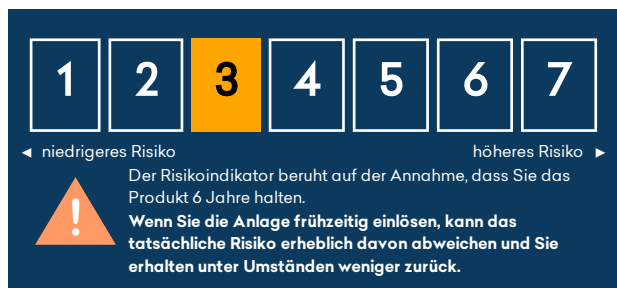 1 2 3 4 5 6 7
◄ niedrigeres Risiko höheres Risiko ►
Der Risikoindikator beruht auf der Annahme, dass Sie das
Produkt 6 Jahre halten.
Wenn Sie die Anlage frühzeitig einlösen, kann das
tatsächliche Risiko erheblich davon abweichen und Sie
erhalten unter Umständen weniger zurück.